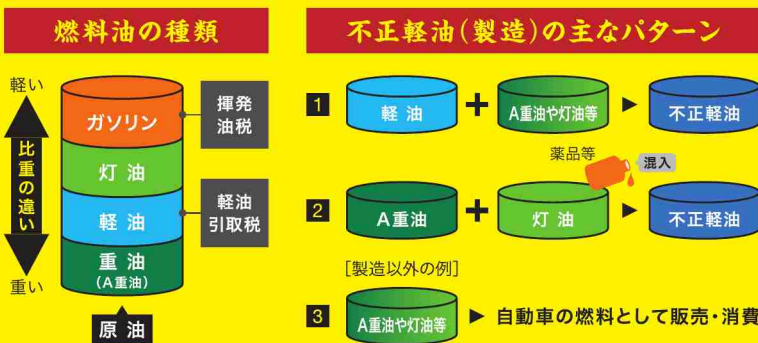 燃料油の種類
軽い
比重の違い
重い
ガソリン
灯油
軽油
重油
(A重油)
原油
揮発
油税
軽油
引取税
不正軽油(製造)の主なパターン
1
軽油
+
A重油や灯油等
▶
不正軽油
薬品等
混入
2
A重油
+
灯油
▶
不正軽油
[製造以外の例]
3
A重油や灯油等
▶ 自動車の燃料として販売・消費